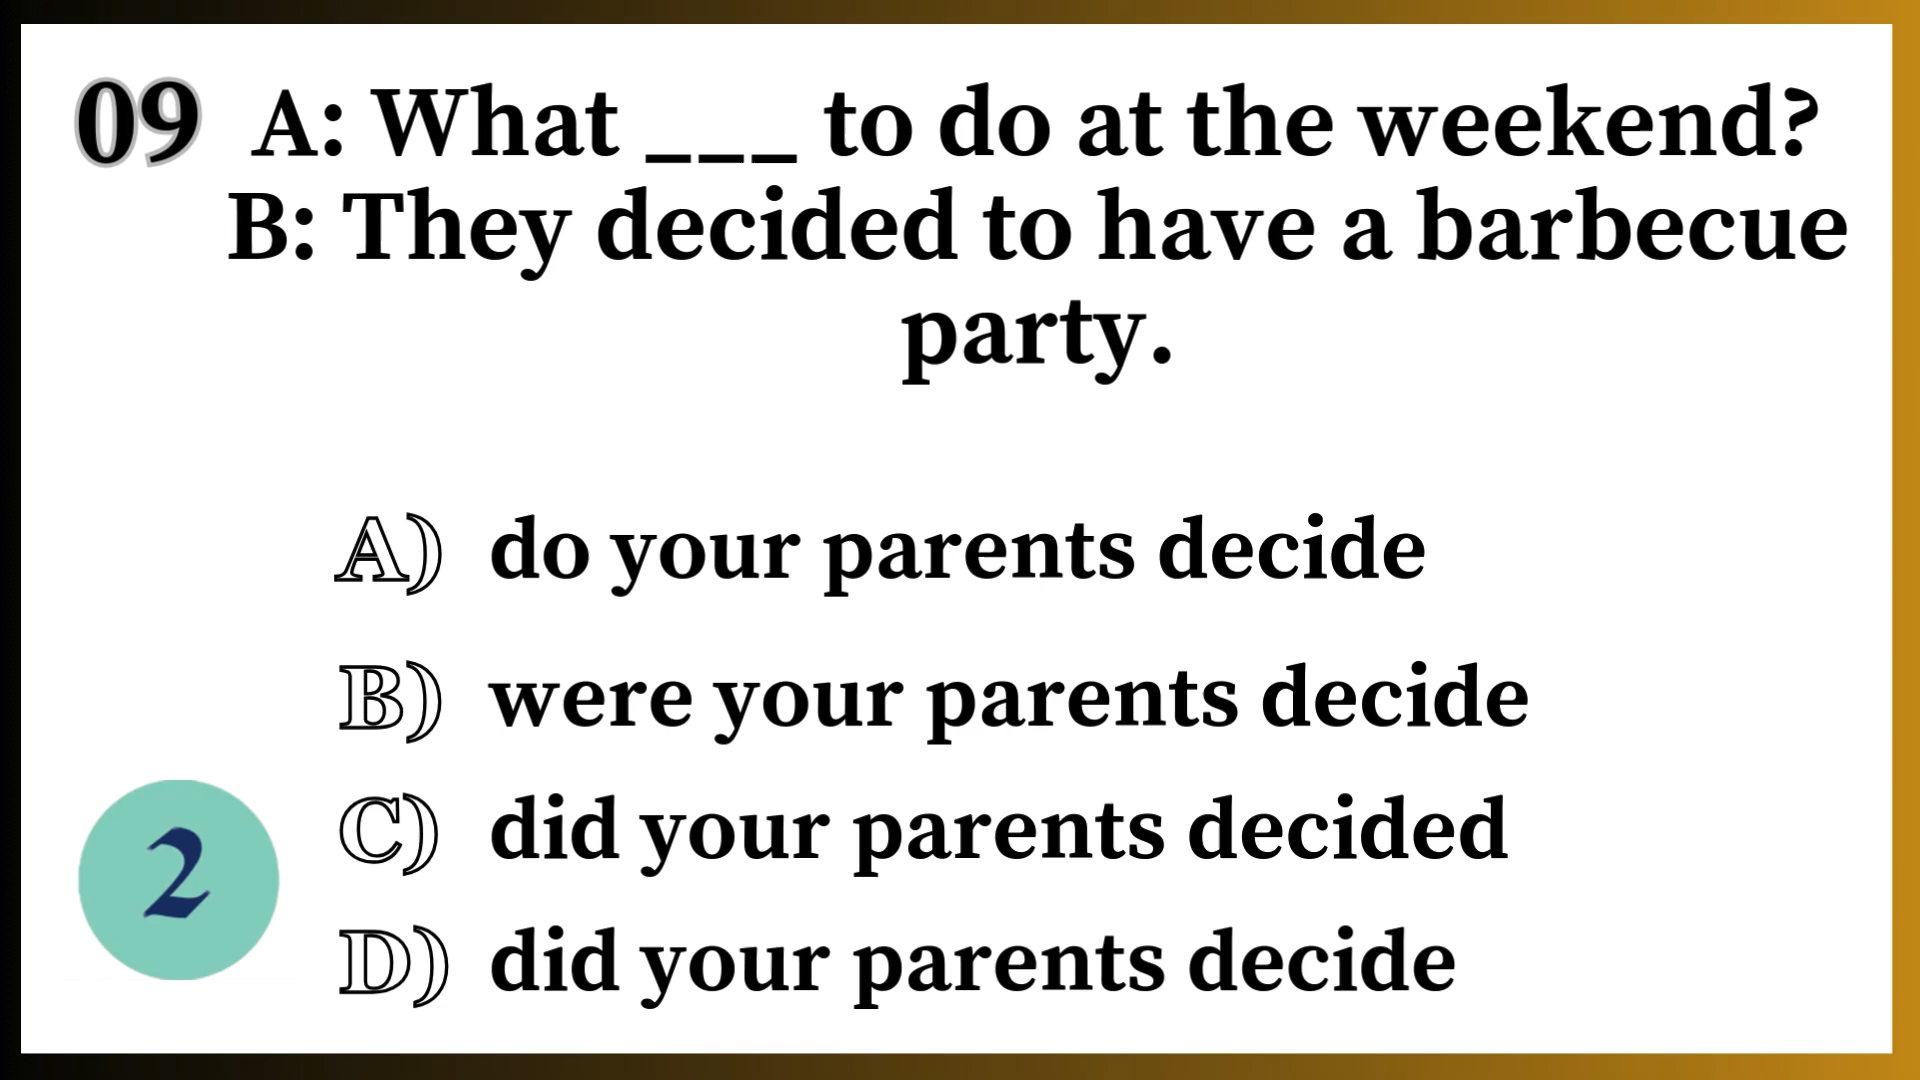 09 A: What ___ to do at the weekend?
B: They decided to have a barbecue
party.
A) do your parents decide
B) were your parents decide
C) did your parents decided
D) did your parents decide
2